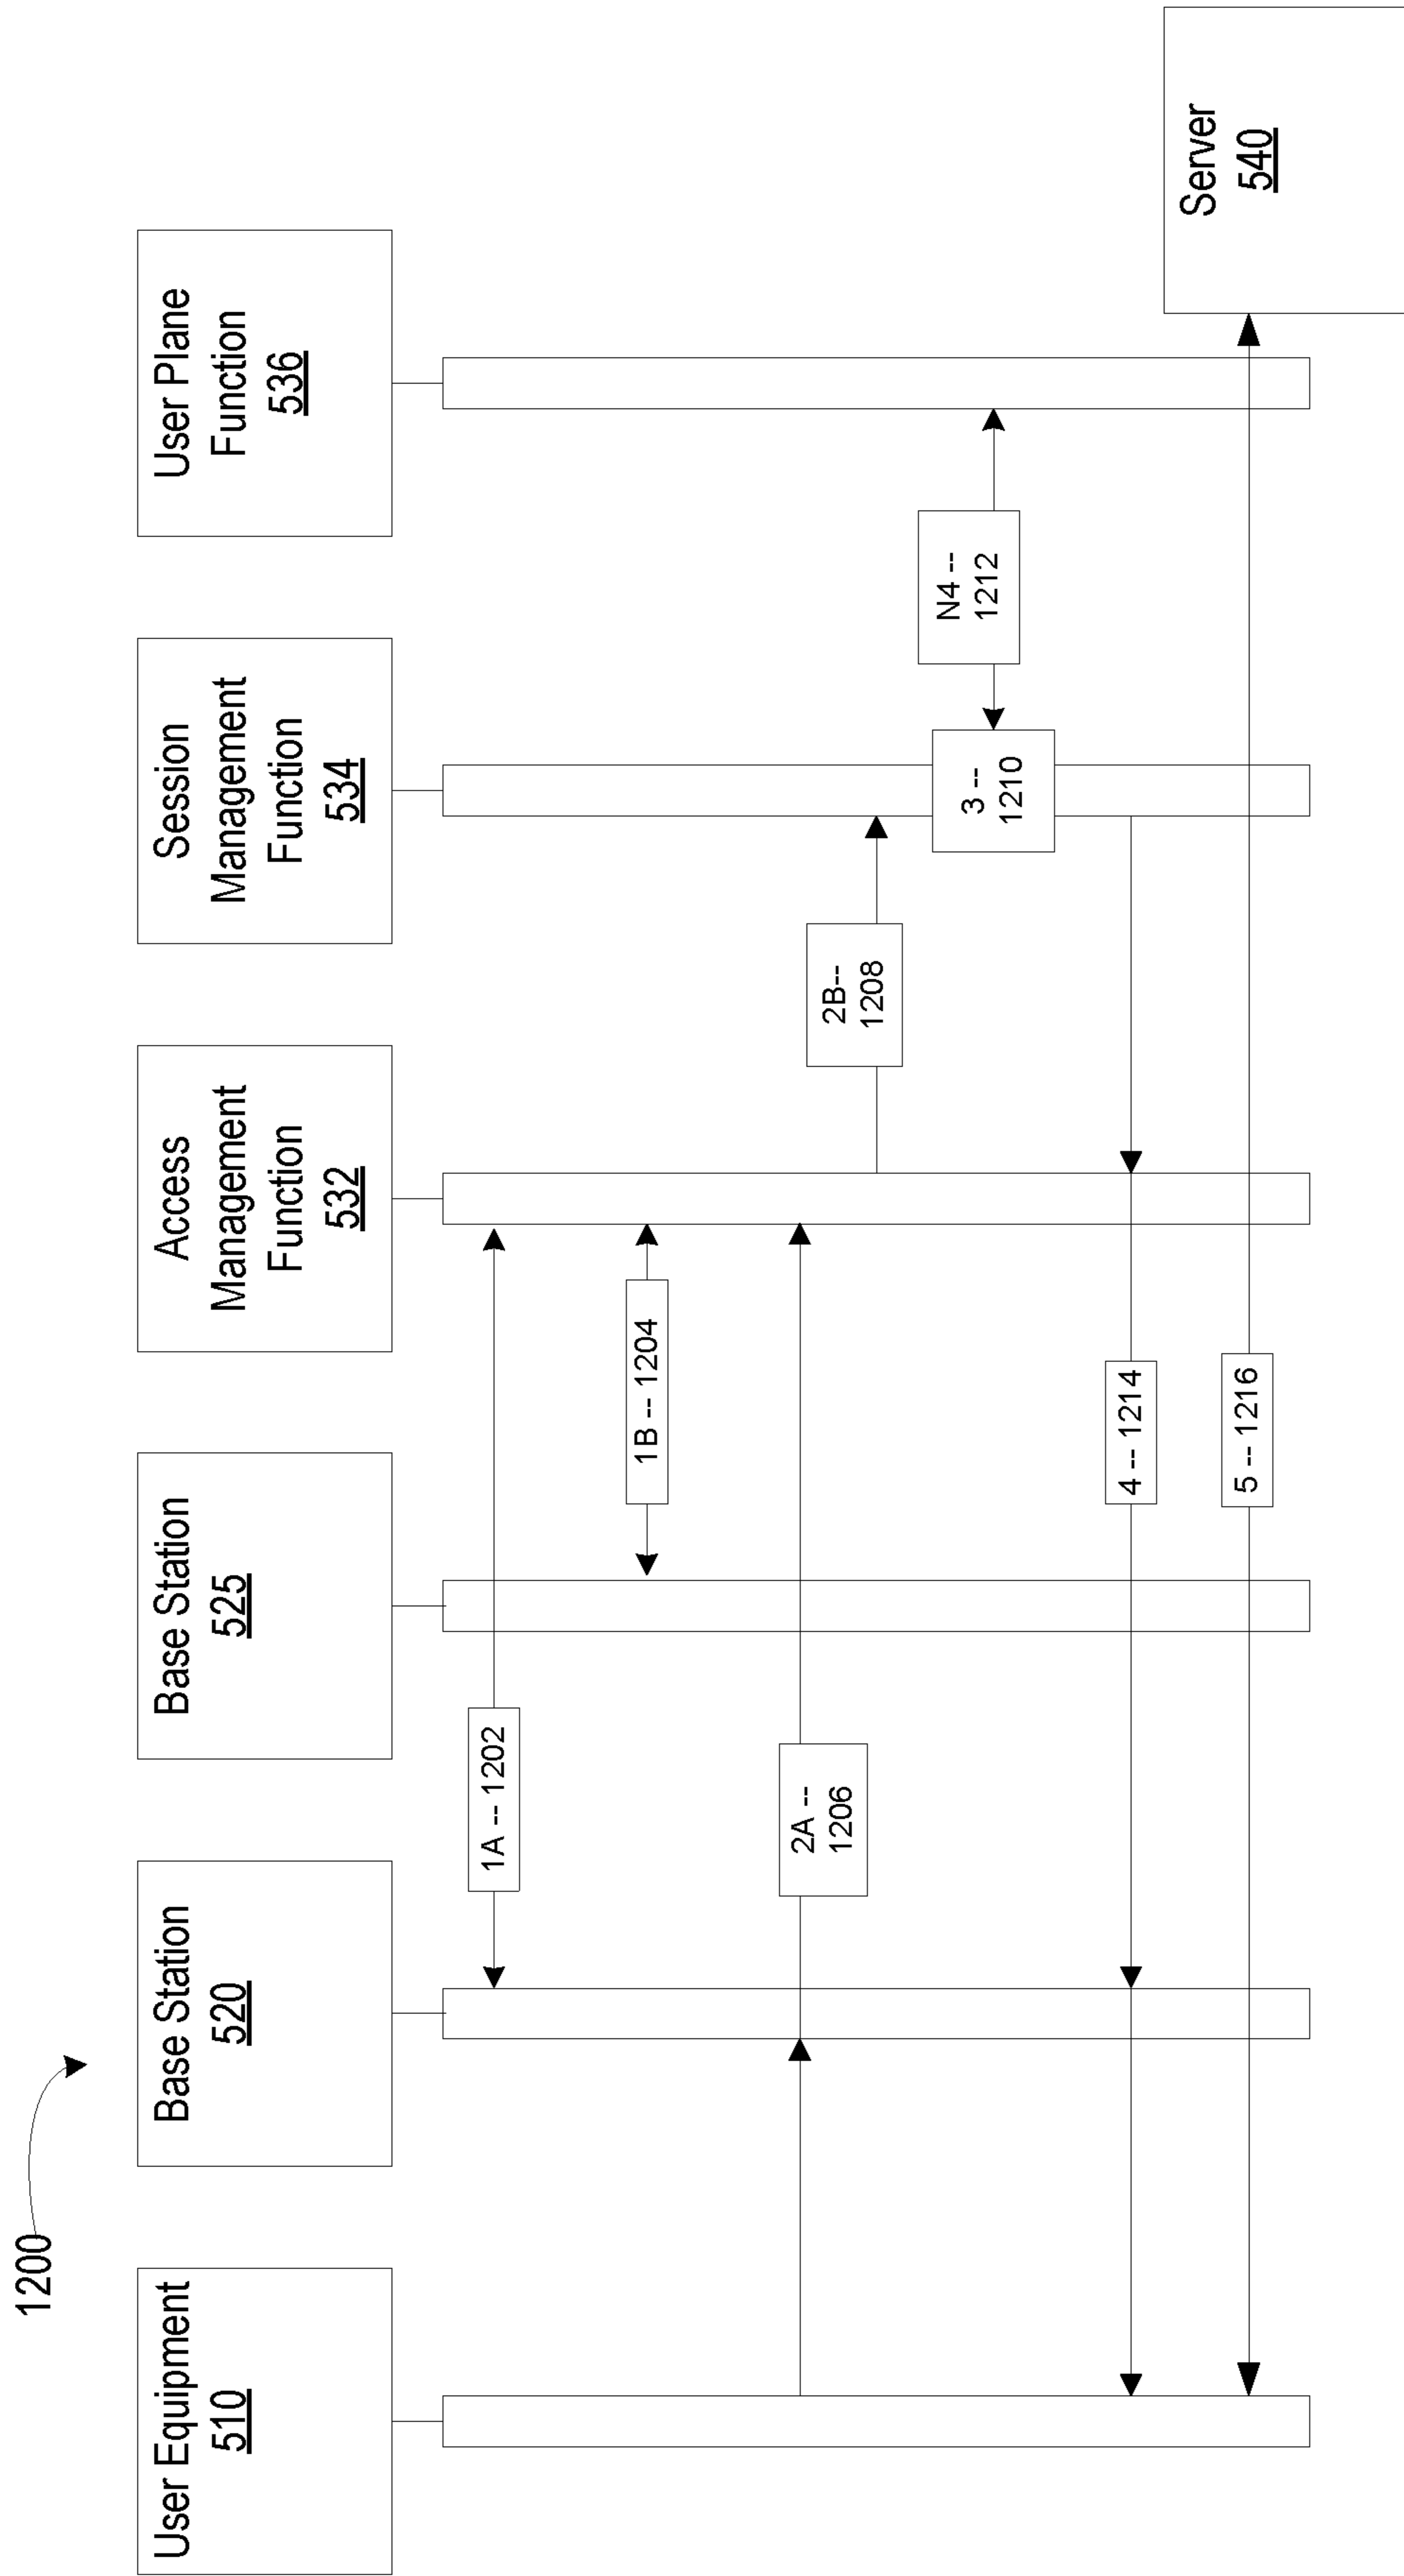 1200
User Equipment
510
Base Station
520
Base Station
525
Access
Management
Function
532
Session
Management
Function
534
User Plane
Function
536
1A -- 1202
1B -- 1204
2A --
1206
2B--
1208
3 --
1210
N4 --
1212
4 -- 1214
5 -- 1216
Server
540